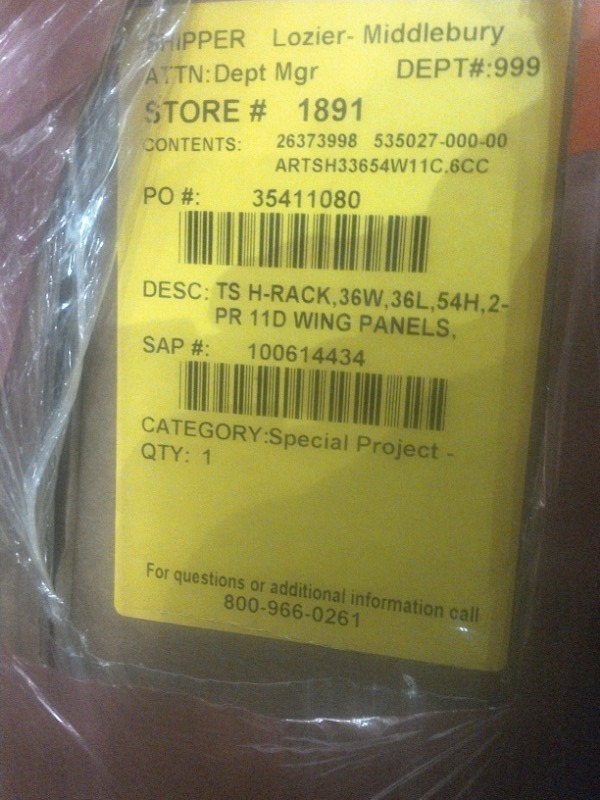 SHIPPER Lozier- Middlebury
ATTN:Dept Mgr DEPT#:999
STORE # 1891
CONTENTS: 26373998 535027-000-00
ARTSH33654W11C.6CC
PO #: 35411080
DESC: TS H-RACK,36W,36L,54H,2-
PR 11D WING PANELS,
SAP #: 100614434
CATEGORY:Special Project -
QTY: 1
For questions or additional information call
800-966-0261